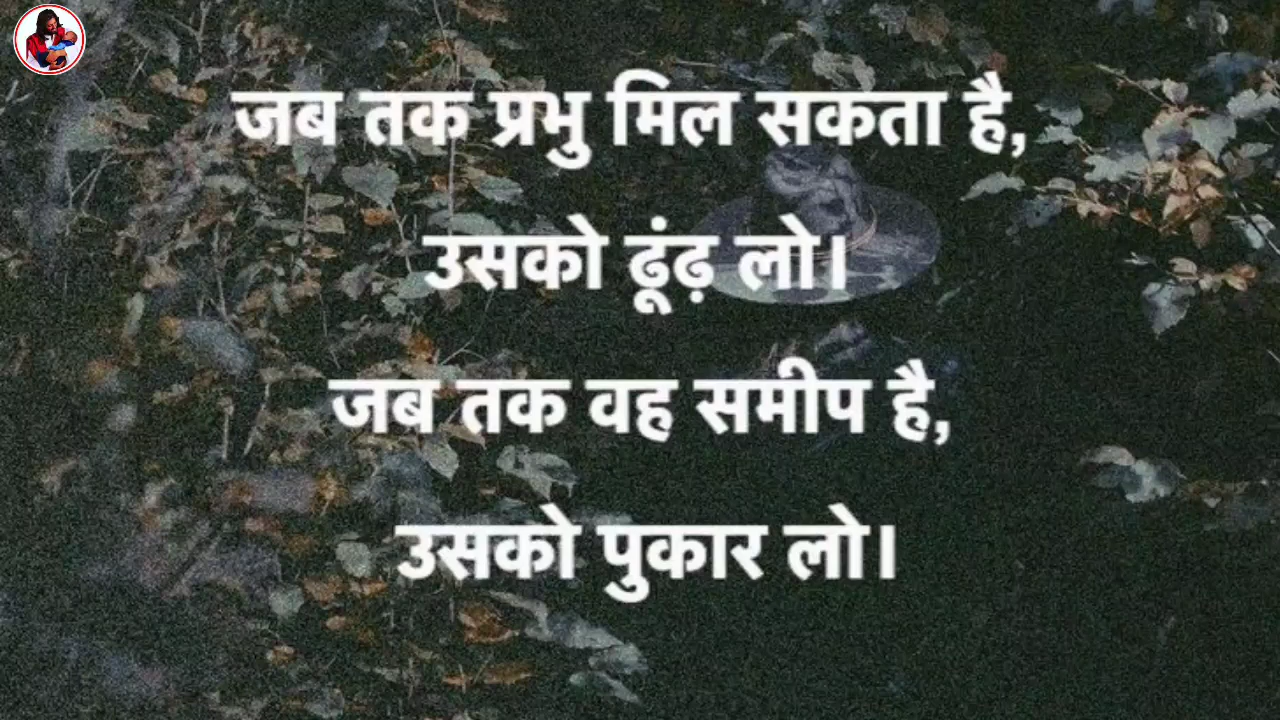 जब तक प्रभु मिल सकता है,
उसको ढूंढ़ लो।
जब तक वह समीप है,
उसको पुकार लो।